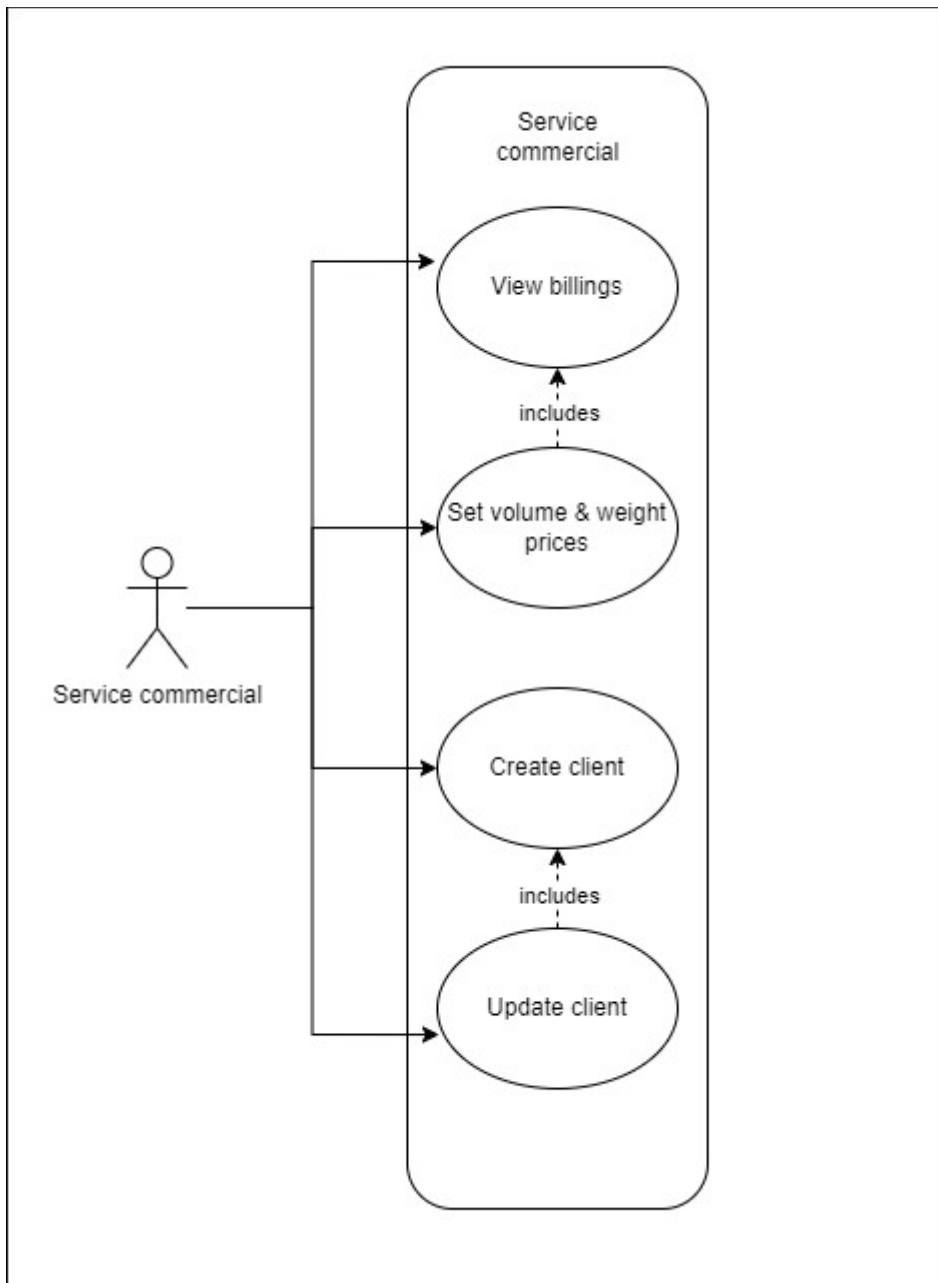 Service
commercial
View billings
includes
Set volume & weight
prices
Service commercial
Create client
includes
Update client